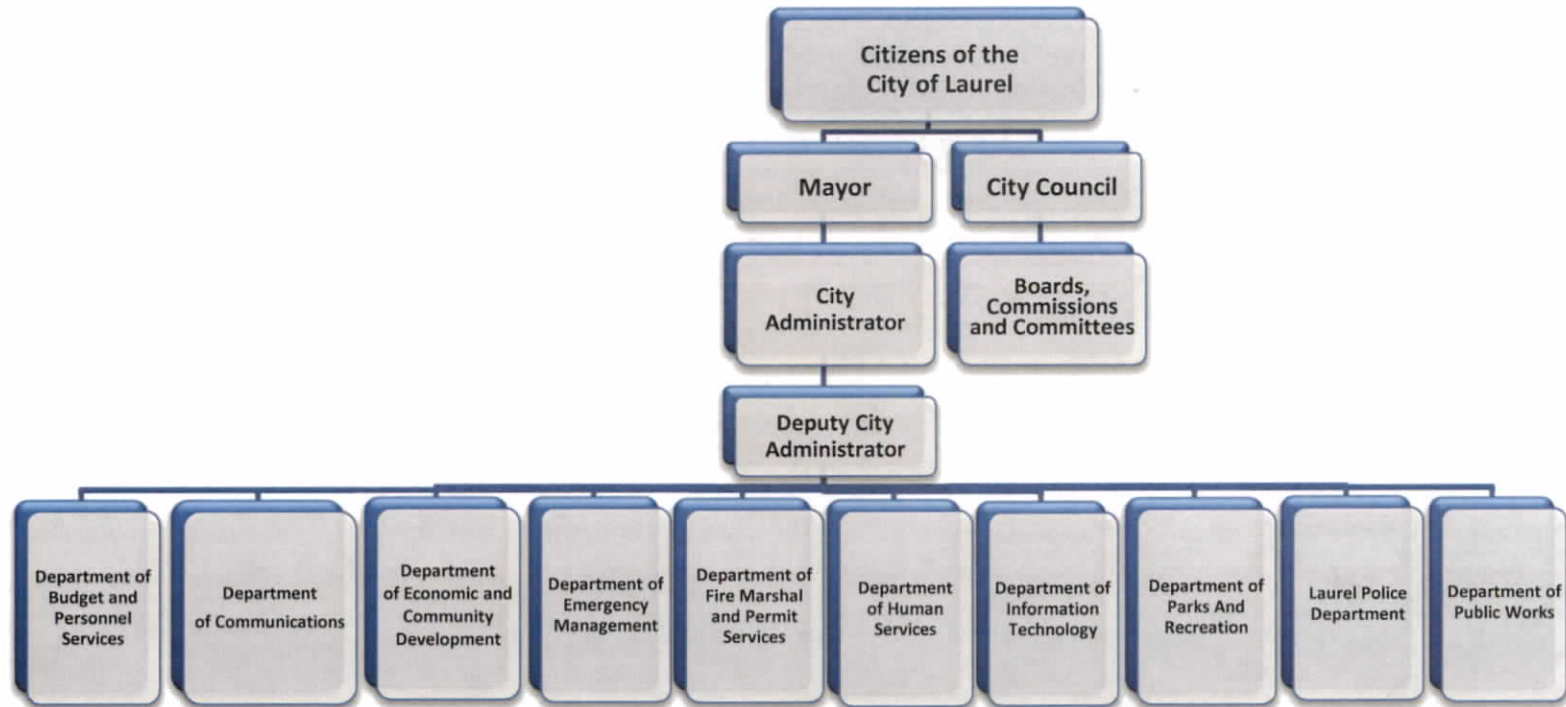 Citizens of the
City of Laurel
Mayor
City Council
City
Administrator
Boards,
Commissions
and Committees
Deputy City
Administrator
Department of
Budget and
Personnel
Services
Department
of Communications
Department
of Economic and
Community
Development
Department of
Emergency
Management
Department of
Fire Marshal
and Permit
Services
Department
of Human
Services
Department of
Information
Technology
Department of
Parks And
Recreation
Laurel Police
Department
Department of
Public Works